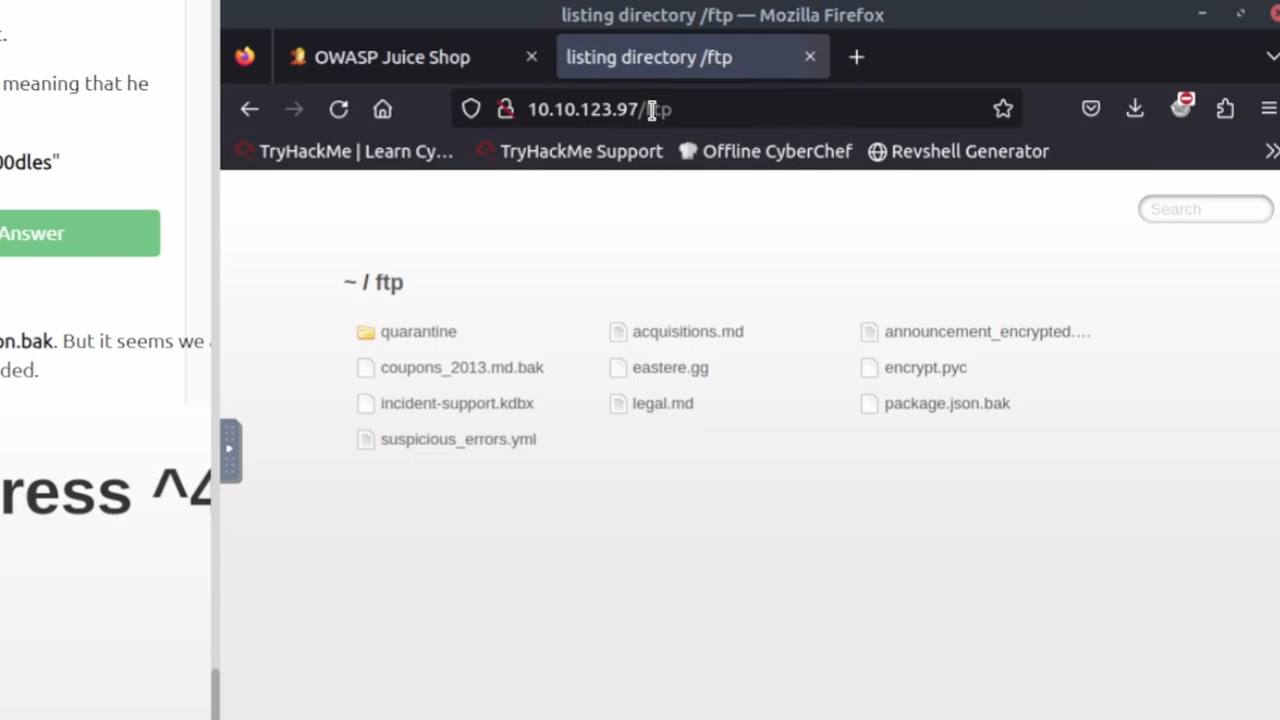 listing directory /ftp — Mozilla Firefox
OWASP Juice Shop
listing directory /ftp
10.10.123.97/ftp
TryHackMe | Learn Cy...
TryHackMe Support
Offline CyberChef
Revshell Generator
Search
~ / ftp
quarantine
acquisitions.md
announcement_encrypted....
coupons_2013.md.bak
eastere.gg
encrypt.pyc
incident-support.kdbx
legal.md
package.json.bak
suspicious_errors.yml
t.
meaning that he
00dles"
Answer
on.bak. But it seems we
ded.
ress ^4